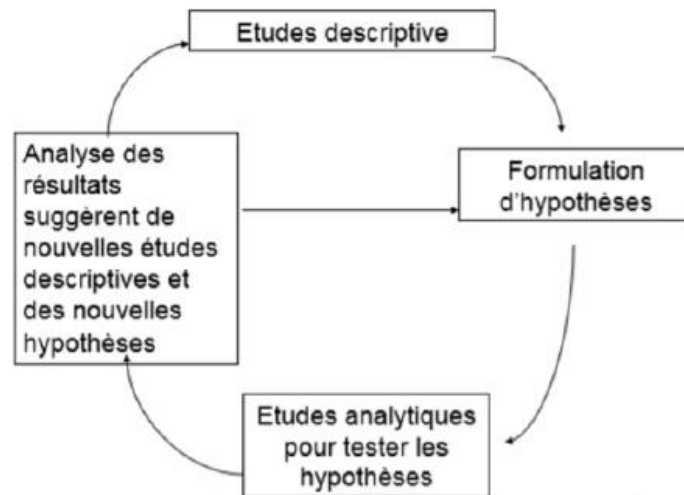 Etudes descriptive
Formulation
d'hypothèses
Analyse des
résultats
suggèrent de
nouvelles études
descriptives et
des nouvelles
hypothèses
Etudes analytiques
pour tester les
hypothèses